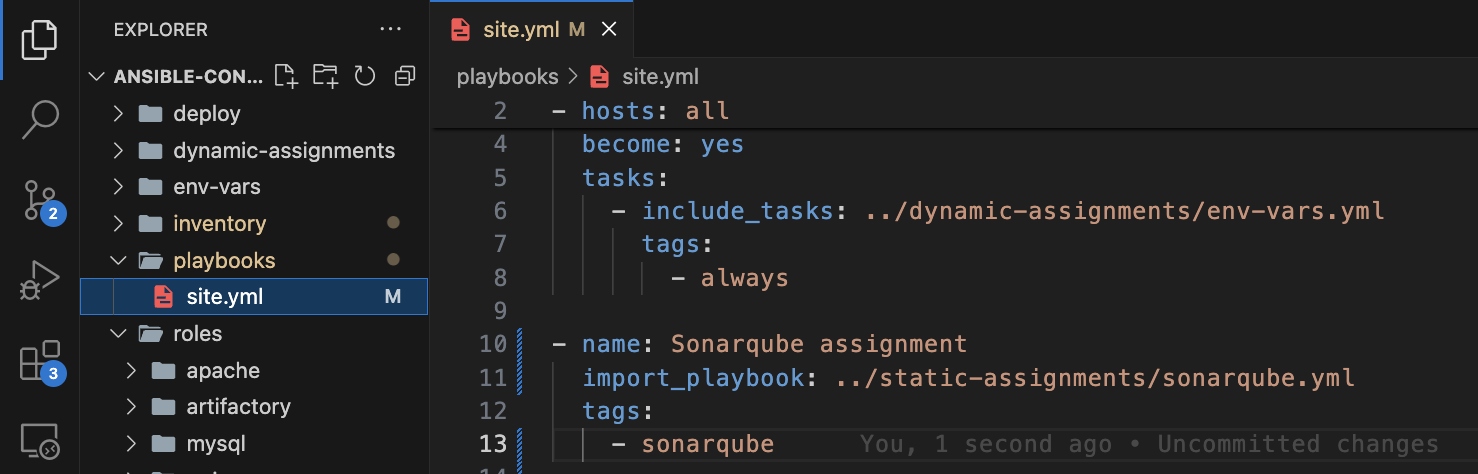 EXPLORER ...
ANSIBLE-CON...
deploy
dynamic-assignments
env-vars
inventory
playbooks
site.yml M
roles
apache
artifactory
mysql
2
3
site.yml M
playbooks > site.yml
2 - hosts: all
4 become: yes
5 tasks:
6 - include_tasks: ../dynamic-assignments/env-vars.yml
7 tags:
8 - always
9
10 - name: Sonarqube assignment
11 import_playbook: ../static-assignments/sonarqube.yml
12 tags:
13 - sonarqube You, 1 second ago • Uncommitted changes